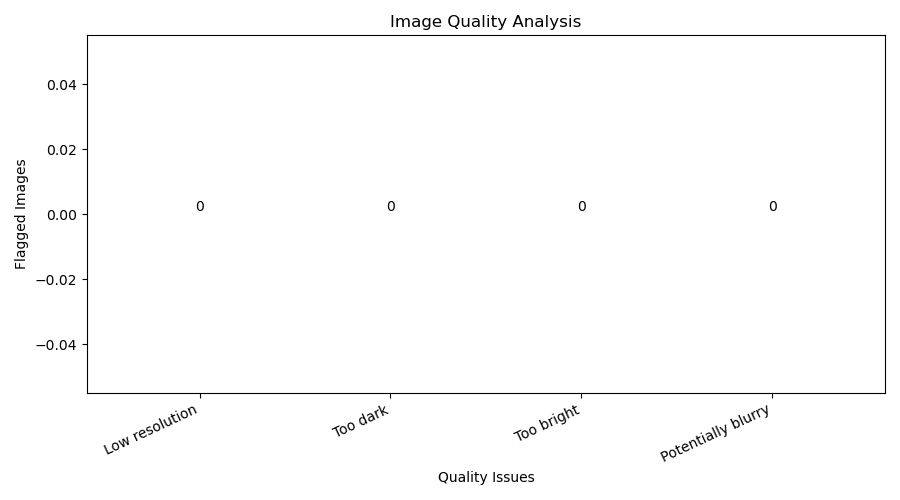 Image Quality Analysis
0.04
0.02
0.00
−0.02
−0.04
Flagged Images
0 0 0 0
Low resolution Too dark Too bright Potentially blurry
Quality Issues